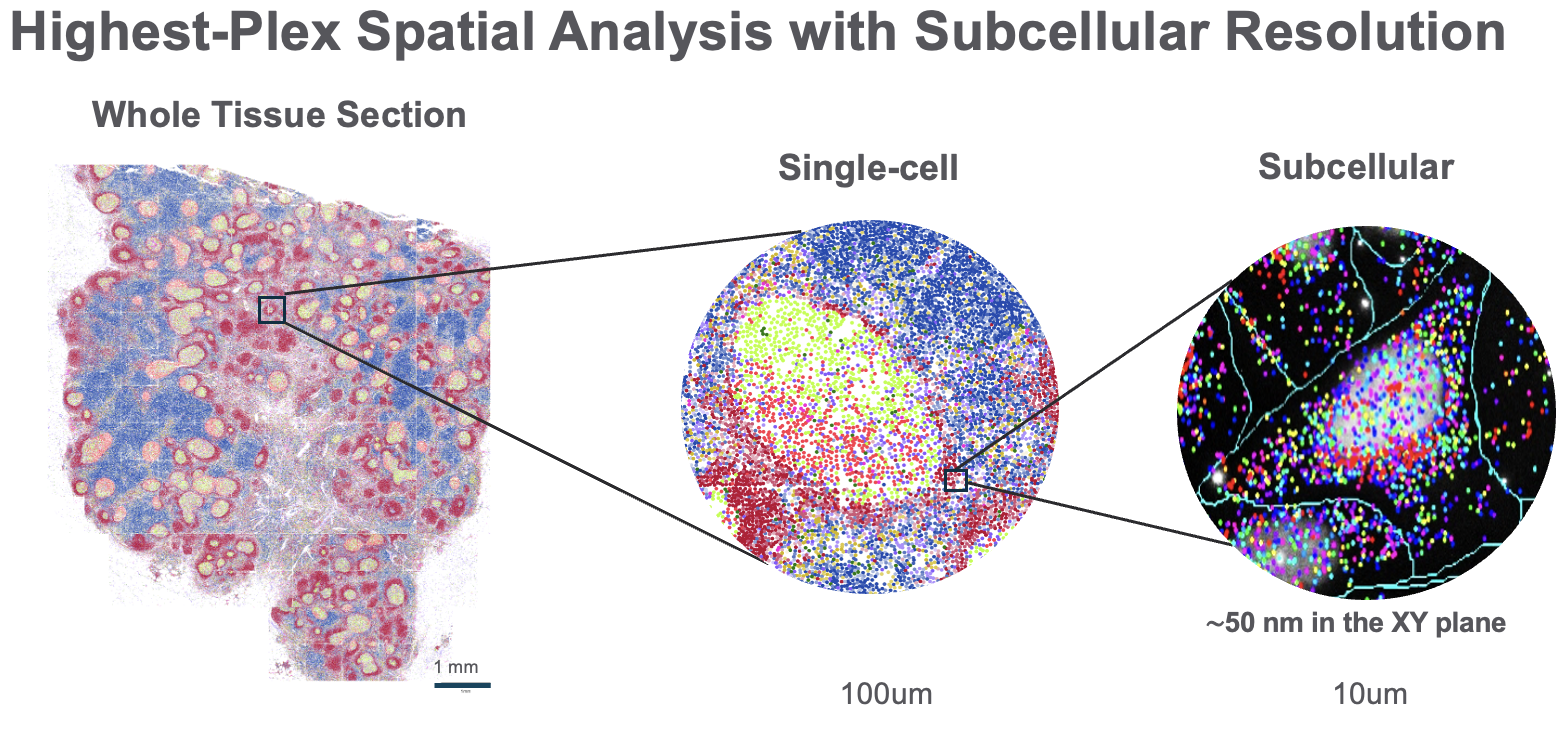 Highest-Plex Spatial Analysis with Subcellular Resolution
Whole Tissue Section
Single-cell
Subcellular
~50 nm in the XY plane
1 mm
100um
10um